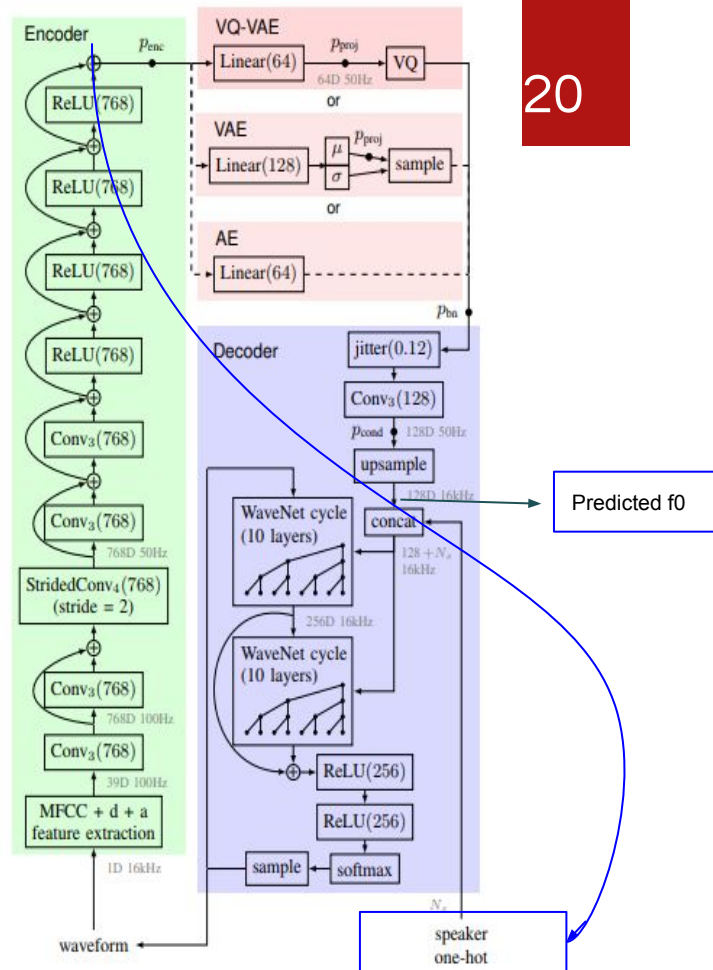 20
Encoder
p_enc
ReLU(768)
ReLU(768)
ReLU(768)
ReLU(768)
Conv₃(768)
Conv₃(768)
768D 50Hz
StridedConv₄(768)
(stride = 2)
Conv₃(768)
768D 100Hz
Conv₃(768)
39D 100Hz
MFCC + d + a
feature extraction
1D 16kHz
waveform
VQ-VAE
Linear(64)
p_proj
64D 50Hz
VQ
or
VAE
Linear(128)
μ
σ
p_proj
sample
or
AE
Linear(64)
p_bn
Decoder
jitter(0.12)
Conv₃(128)
p_cond
128D 50Hz
upsample
128D 16kHz
Predicted f0
concat
128 + Nₛ
16kHz
WaveNet cycle
(10 layers)
256D 16kHz
WaveNet cycle
(10 layers)
ReLU(256)
ReLU(256)
softmax
sample
Nₛ
speaker
one-hot